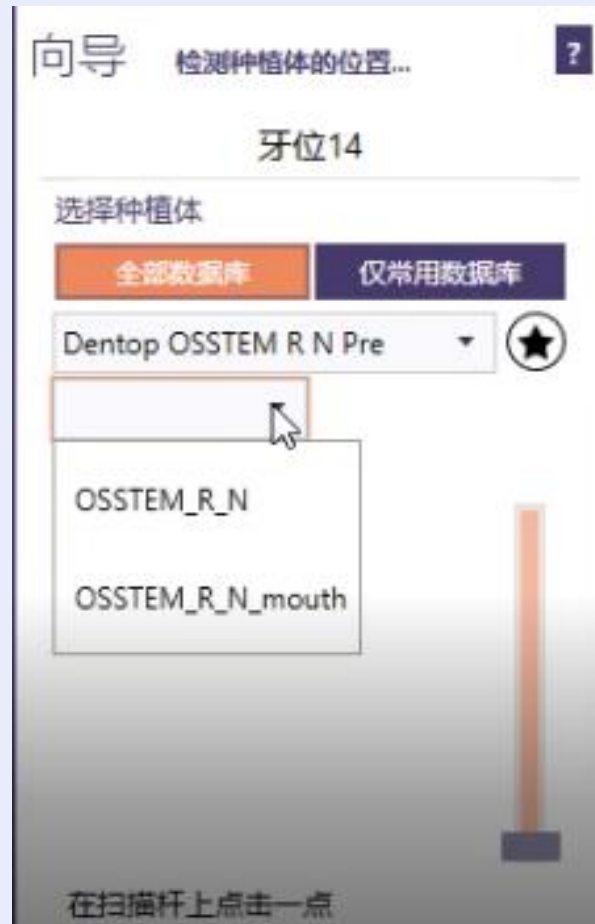 向导 检测种植体的位置... ?
牙位14
选择种植体
全部数据库 仅常用数据库
Dentop OSSTEM R N Pre
OSSTEM_R_N
OSSTEM_R_N_mouth
在扫描杆上点击一点